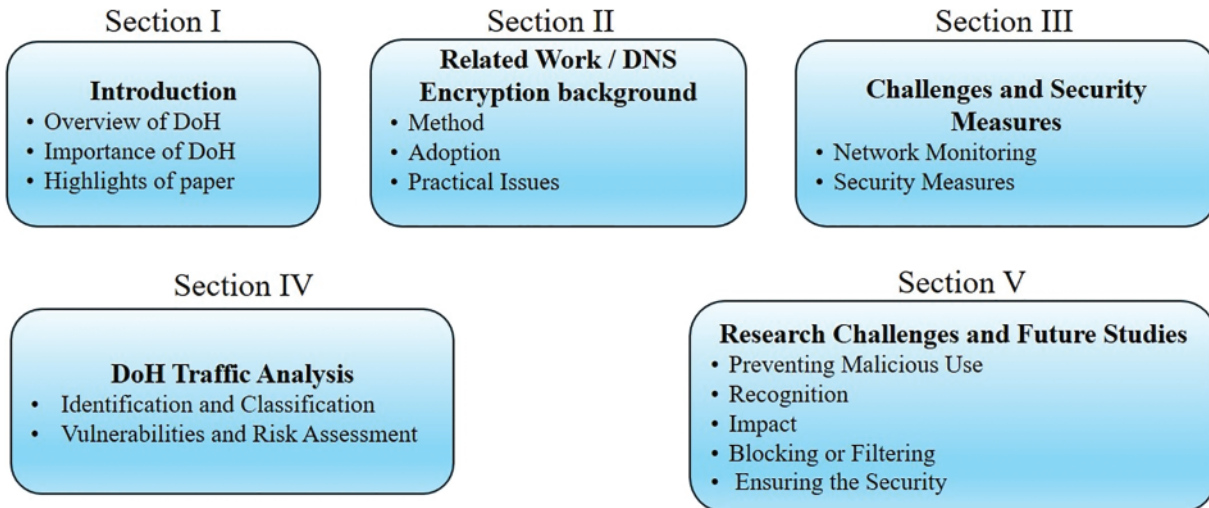 Section I
Introduction
• Overview of DoH
• Importance of DoH
• Highlights of paper
Section II
Related Work / DNS
Encryption background
• Method
• Adoption
• Practical Issues
Section III
Challenges and Security
Measures
• Network Monitoring
• Security Measures
Section IV
DoH Traffic Analysis
• Identification and Classification
• Vulnerabilities and Risk Assessment
Section V
Research Challenges and Future Studies
• Preventing Malicious Use
• Recognition
• Impact
• Blocking or Filtering
• Ensuring the Security